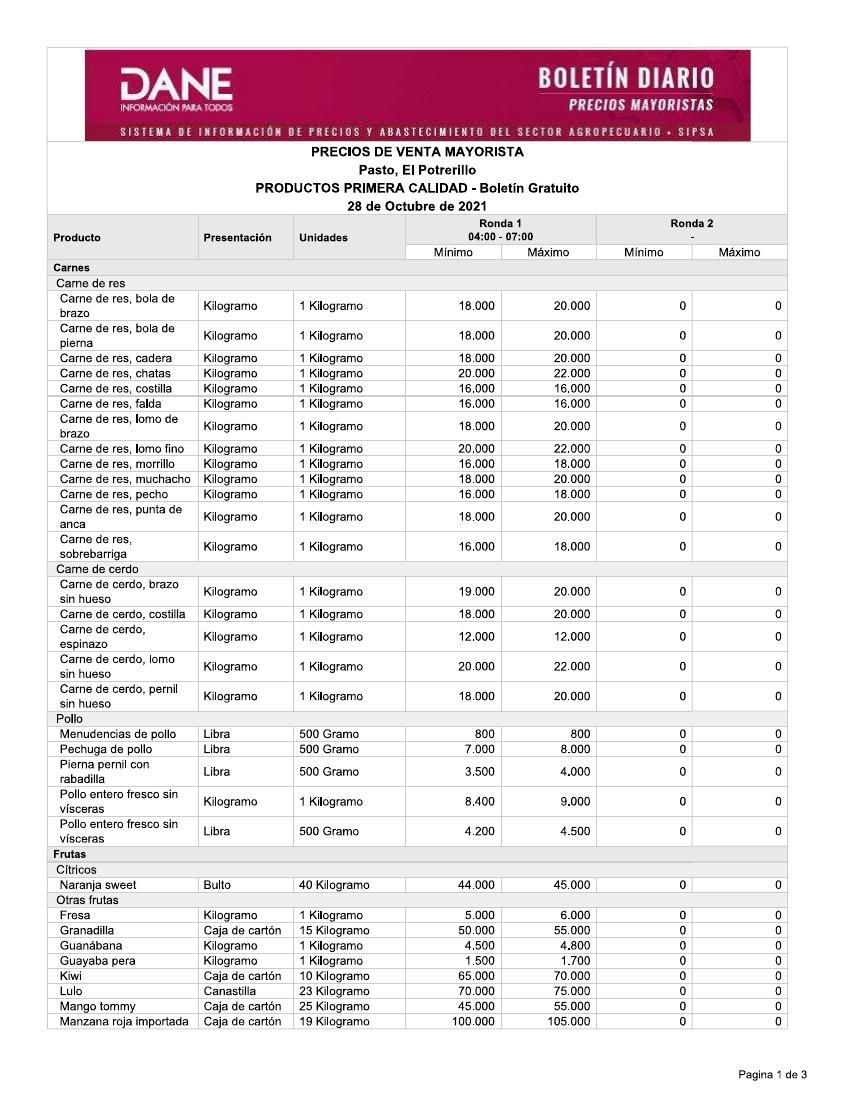 DANE
INFORMACIÓN PARA TODOS
BOLETÍN DIARIO
PRECIOS MAYORISTAS
SISTEMA DE INFORMACIÓN DE PRECIOS Y ABASTECIMIENTO DEL SECTOR AGROPECUARIO • SIPSA
PRECIOS DE VENTA MAYORISTA
Pasto, El Potrerillo
PRODUCTOS PRIMERA CALIDAD - Boletín Gratuito
28 de Octubre de 2021
Producto Presentación Unidades Ronda 1 04:00 - 07:00 Ronda 2 -
Mínimo Máximo Mínimo Máximo
Carnes
Carne de res
Carne de res, bola de brazo Kilogramo 1 Kilogramo 18.000 20.000 0 0
Carne de res, bola de pierna Kilogramo 1 Kilogramo 18.000 20.000 0 0
Carne de res, cadera Kilogramo 1 Kilogramo 18.000 20.000 0 0
Carne de res, chatas Kilogramo 1 Kilogramo 20.000 22.000 0 0
Carne de res, costilla Kilogramo 1 Kilogramo 16.000 16.000 0 0
Carne de res, falda Kilogramo 1 Kilogramo 16.000 16.000 0 0
Carne de res, lomo de brazo Kilogramo 1 Kilogramo 18.000 20.000 0 0
Carne de res, lomo fino Kilogramo 1 Kilogramo 20.000 22.000 0 0
Carne de res, morrillo Kilogramo 1 Kilogramo 16.000 18.000 0 0
Carne de res, muchacho Kilogramo 1 Kilogramo 18.000 20.000 0 0
Carne de res, pecho Kilogramo 1 Kilogramo 16.000 18.000 0 0
Carne de res, punta de anca Kilogramo 1 Kilogramo 18.000 20.000 0 0
Carne de res, sobrebarriga Kilogramo 1 Kilogramo 16.000 18.000 0 0
Carne de cerdo
Carne de cerdo, brazo sin hueso Kilogramo 1 Kilogramo 19.000 20.000 0 0
Carne de cerdo, costilla Kilogramo 1 Kilogramo 18.000 20.000 0 0
Carne de cerdo, espinazo Kilogramo 1 Kilogramo 12.000 12.000 0 0
Carne de cerdo, lomo sin hueso Kilogramo 1 Kilogramo 20.000 22.000 0 0
Carne de cerdo, pernil sin hueso Kilogramo 1 Kilogramo 18.000 20.000 0 0
Pollo
Menudencias de pollo Libra 500 Gramo 800 800 0 0
Pechuga de pollo Libra 500 Gramo 7.000 8.000 0 0
Pierna pernil con rabadilla Libra 500 Gramo 3.500 4.000 0 0
Pollo entero fresco sin vísceras Kilogramo 1 Kilogramo 8.400 9.000 0 0
Pollo entero fresco sin vísceras Libra 500 Gramo 4.200 4.500 0 0
Frutas
Cítricos
Naranja sweet Bulto 40 Kilogramo 44.000 45.000 0 0
Otras frutas
Fresa Kilogramo 1 Kilogramo 5.000 6.000 0 0
Granadilla Caja de cartón 15 Kilogramo 50.000 55.000 0 0
Guanábana Kilogramo 1 Kilogramo 4.500 4.800 0 0
Guayaba pera Kilogramo 1 Kilogramo 1.500 1.700 0 0
Kiwi Caja de cartón 10 Kilogramo 65.000 70.000 0 0
Lulo Canastilla 23 Kilogramo 70.000 75.000 0 0
Mango tommy Caja de cartón 25 Kilogramo 45.000 55.000 0 0
Manzana roja importada Caja de cartón 19 Kilogramo 100.000 105.000 0 0
Pagina 1 de 3